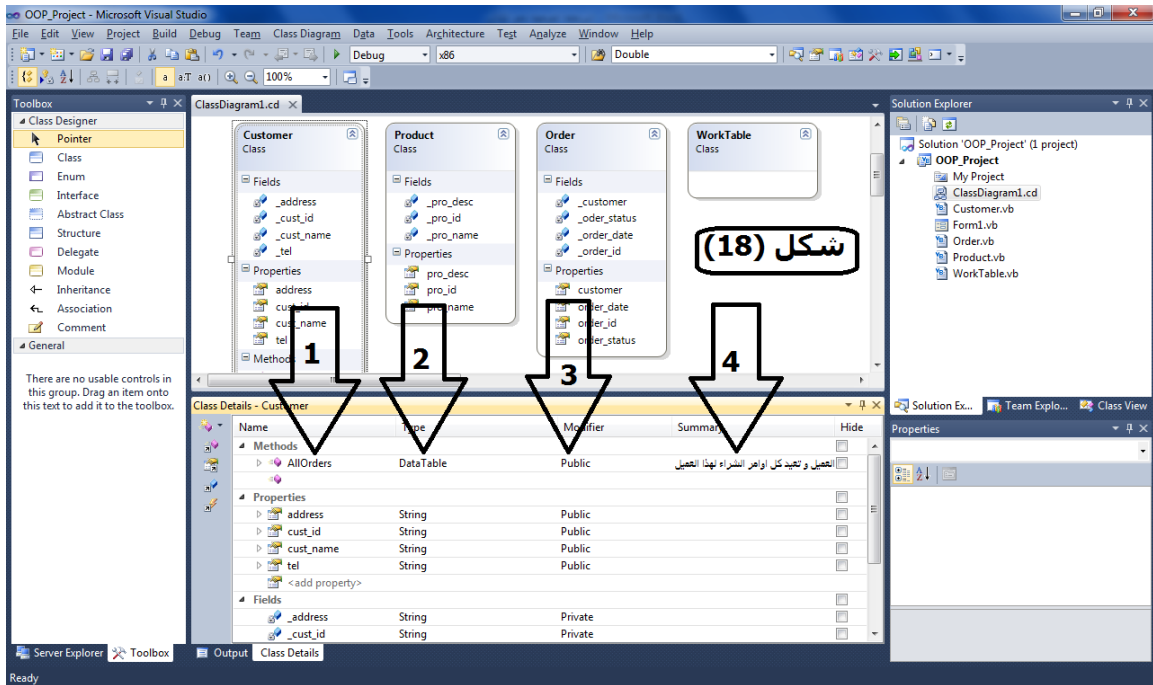 OOP_Project - Microsoft Visual Studio
File Edit View Project Build Debug Team Class Diagram Data Tools Architecture Test Analyze Window Help
Debug x86 Double
a a:T a() 100%
Toolbox
Class Designer
Pointer
Class
Enum
Interface
Abstract Class
Structure
Delegate
Module
Inheritance
Association
Comment
General
There are no usable controls in
this group. Drag an item onto
this text to add it to the toolbox.
Server Explorer Toolbox
ClassDiagram1.cd
Customer
Class
Fields
_address
_cust_id
_cust_name
_tel
Properties
address
cust_id
cust_name
tel
Methods
Product
Class
Fields
_pro_desc
_pro_id
_pro_name
Properties
pro_desc
pro_id
pro_name
Order
Class
Fields
_customer
_oder_status
_order_date
_order_id
Properties
customer
order_date
order_id
order_status
WorkTable
Class
شكل (18)
1
2
3
4
Class Details - Customer
Name Type Modifier Summary Hide
Methods
AllOrders DataTable Public العميل و تعيد كل اوامر الشراء لهذا العميل
Properties
address String Public
cust_id String Public
cust_name String Public
tel String Public
<add property>
Fields
_address String Private
_cust_id String Private
Output Class Details
Solution Explorer
Solution 'OOP_Project' (1 project)
OOP_Project
My Project
ClassDiagram1.cd
Customer.vb
Form1.vb
Order.vb
Product.vb
WorkTable.vb
Solution Ex... Team Explo... Class View
Properties
Ready